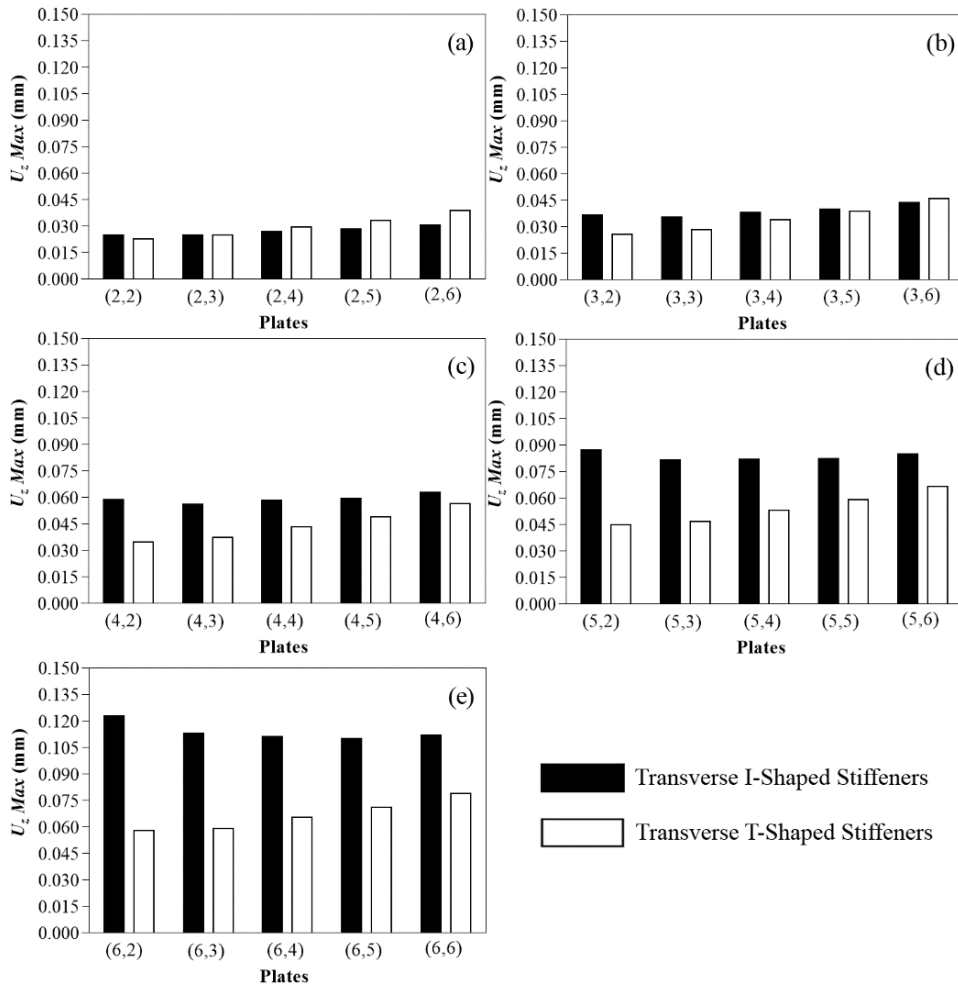 (a)
U_z Max (mm)
0.150
0.135
0.120
0.105
0.090
0.075
0.060
0.045
0.030
0.015
0.000
(2,2) (2,3) (2,4) (2,5) (2,6)
Plates
(b)
U_z Max (mm)
0.150
0.135
0.120
0.105
0.090
0.075
0.060
0.045
0.030
0.015
0.000
(3,2) (3,3) (3,4) (3,5) (3,6)
Plates
(c)
U_z Max (mm)
0.150
0.135
0.120
0.105
0.090
0.075
0.060
0.045
0.030
0.015
0.000
(4,2) (4,3) (4,4) (4,5) (4,6)
Plates
(d)
U_z Max (mm)
0.150
0.135
0.120
0.105
0.090
0.075
0.060
0.045
0.030
0.015
0.000
(5,2) (5,3) (5,4) (5,5) (5,6)
Plates
(e)
U_z Max (mm)
0.150
0.135
0.120
0.105
0.090
0.075
0.060
0.045
0.030
0.015
0.000
(6,2) (6,3) (6,4) (6,5) (6,6)
Plates
Transverse I-Shaped Stiffeners
Transverse T-Shaped Stiffeners